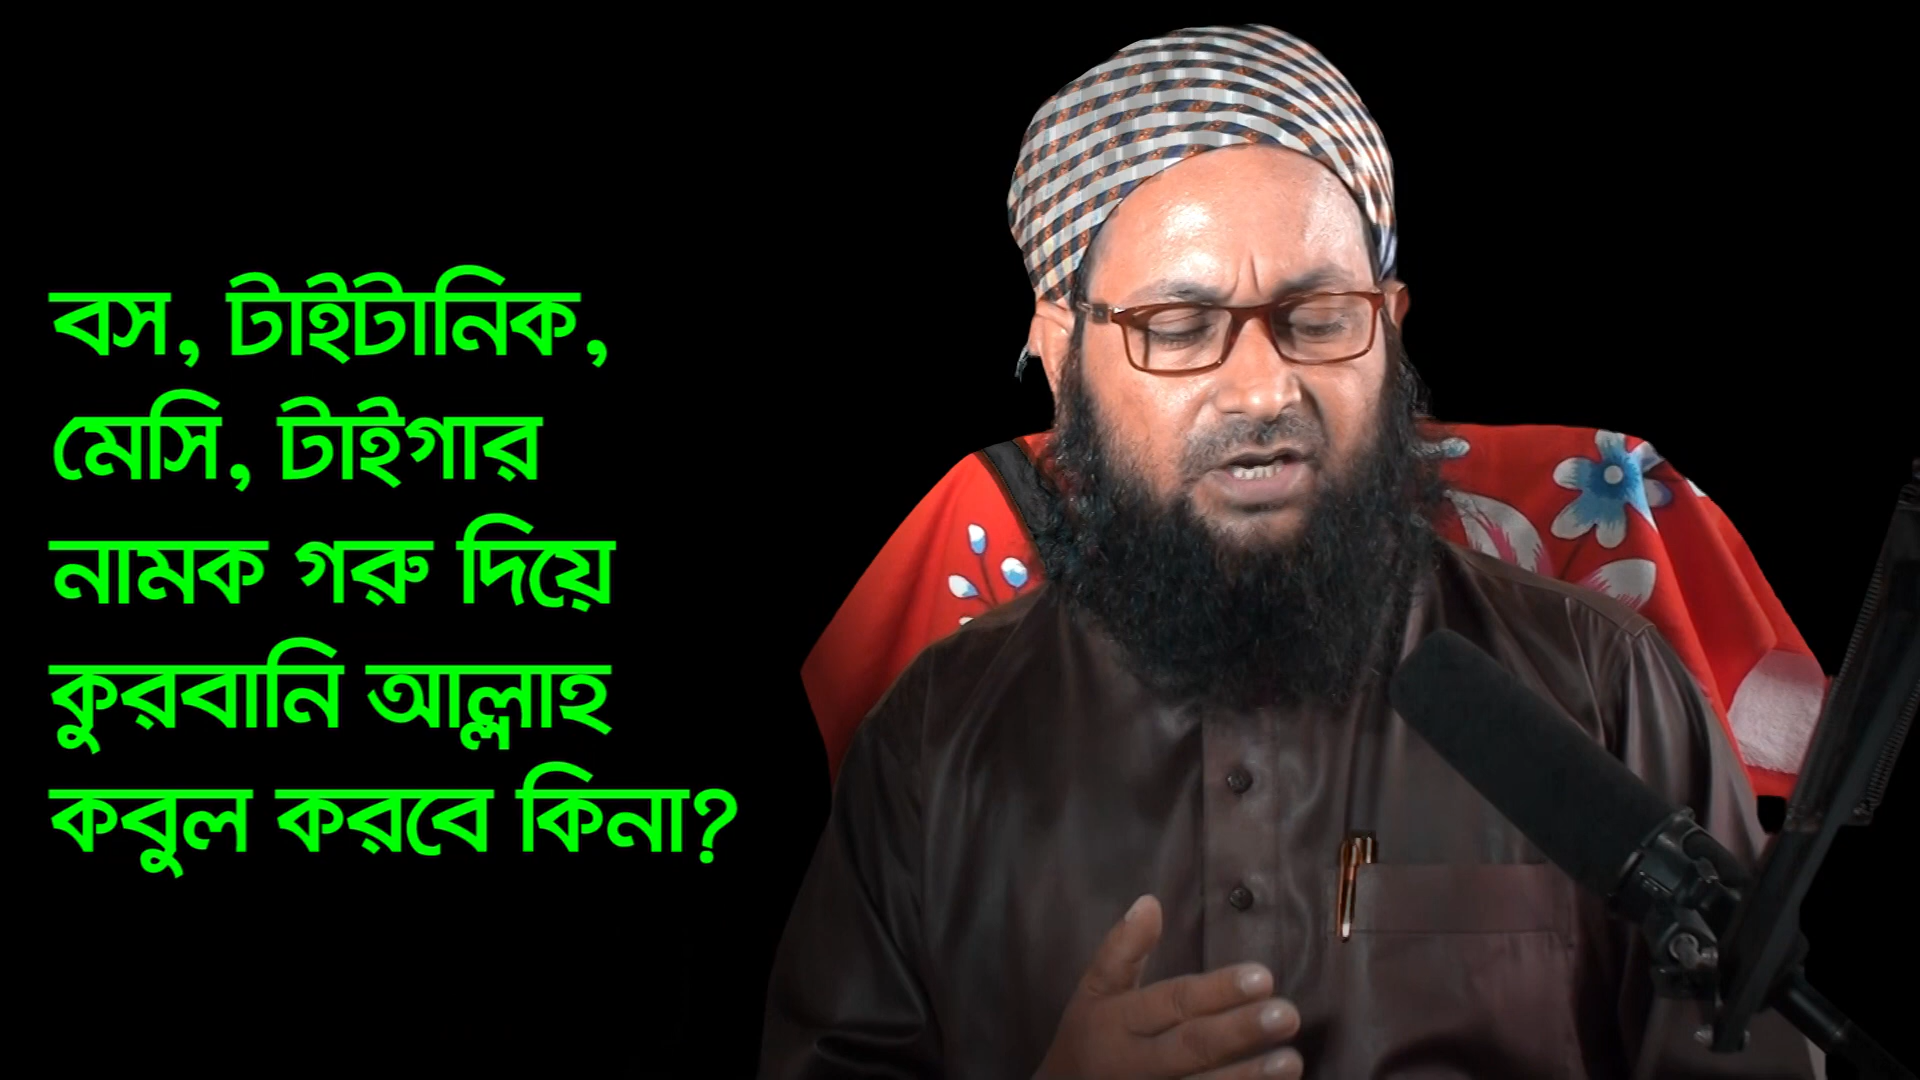 বস, টাইটানিক,
মেসি, টাইগার
নামক গরু দিয়ে
কুরবানি আল্লাহ
কবুল করবে কিনা?